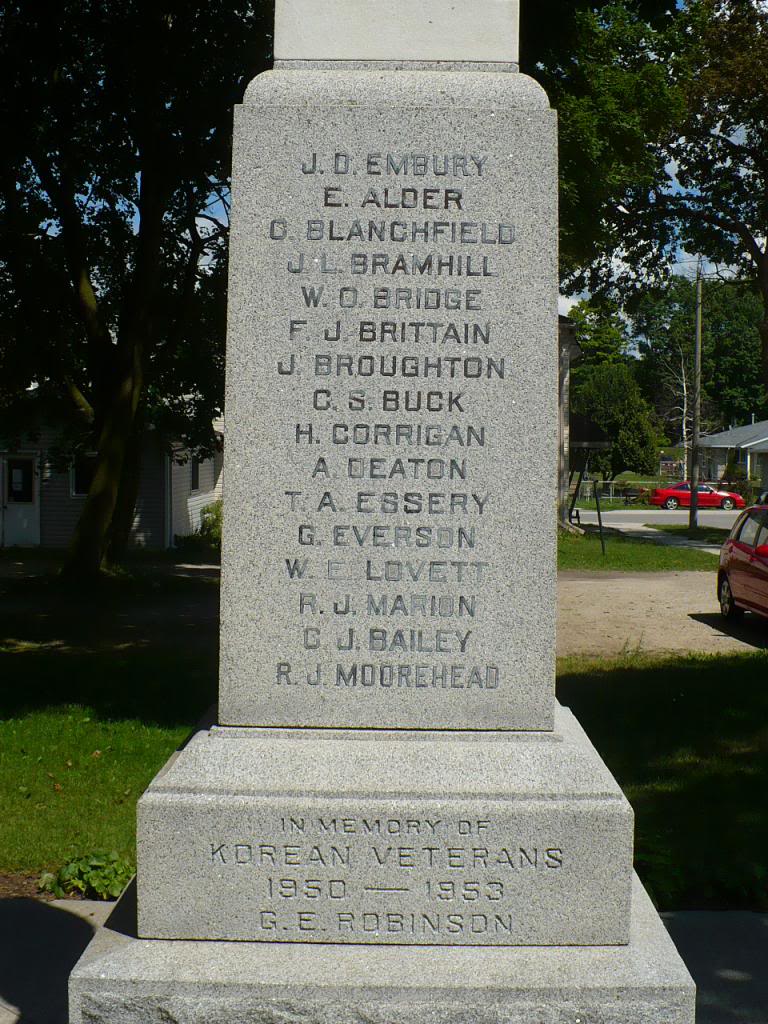 J. D. EMBURY
E. ALDER
C. BLANCHFIELD
J. L. BRAMHILL
W. O. BRIDGE
F. J. BRITTAIN
J. BROUGHTON
C. S. BUCK
H. CORRIGAN
A. DEATON
T. A. ESSERY
G. EVERSON
W. E. LOVETT
R. J. MARION
C. J. BAILEY
R. J. MOOREHEAD
IN MEMORY OF
KOREAN VETERANS
1950 — 1953
G. E. ROBINSON